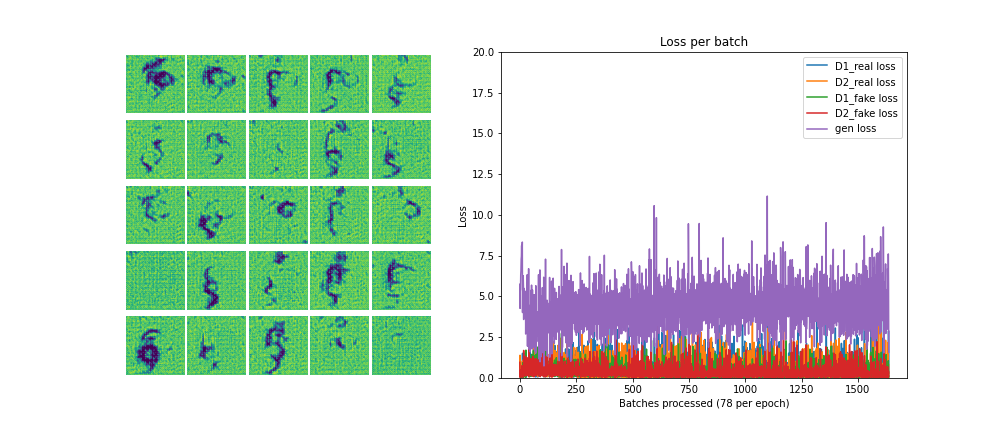 Loss per batch
20.0
17.5
15.0
12.5
10.0
7.5
5.0
2.5
0.0
Loss
D1_real loss
D2_real loss
D1_fake loss
D2_fake loss
gen loss
0 250 500 750 1000 1250 1500
Batches processed (78 per epoch)